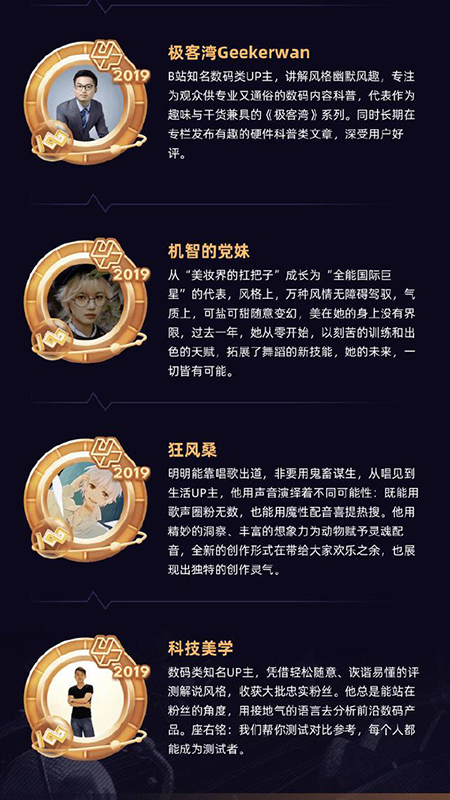 2019
极客湾Geekerwan
B站知名数码类UP主，讲解风格幽默风趣，专注
为观众供专业又通俗的数码内容科普，代表作为
趣味与干货兼具的《极客湾》系列。同时长期在
专栏发布有趣的硬件科普类文章，深受用户好
评。
2019
机智的党妹
从“美妆界的扛把子”成长为“全能国际巨
星”的代表，风格上，万种风情无障碍驾驭，气
质上，可盐可甜随意变幻，美在她的身上没有界
限，过去一年，她从零开始，以刻苦的训练和出
色的天赋，拓展了舞蹈的新技能，她的未来，一
切皆有可能。
2019
狂风桑
明明能靠唱歌出道，非要用鬼畜谋生，从唱见到
生活UP主，他用声音演绎着不同可能性：既能用
歌声圈粉无数，也能用魔性配音喜提热搜。他用
精妙的洞察、丰富的想象力为动物赋予灵魂配
音，全新的创作形式在带给大家欢乐之余，也展
现出独特的创作灵气。
2019
科技美学
数码类知名UP主，凭借轻松随意、诙谐易懂的评
测解说风格，收获大批忠实粉丝。他总是能站在
粉丝的角度，用接地气的语言去分析前沿数码产
品。座右铭：我们帮你测试对比参考，每个人都
能成为测试者。